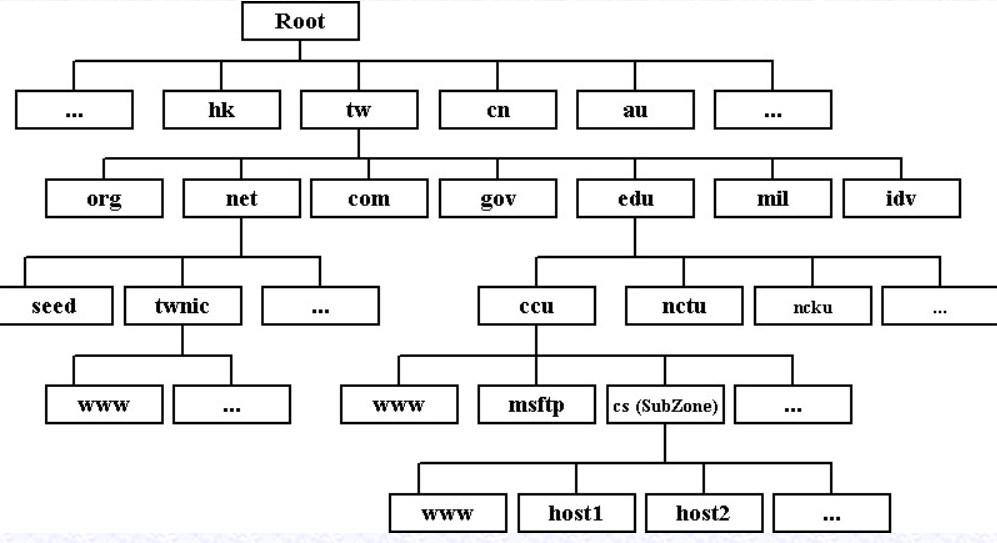 Root
... hk tw cn au ...
org net com gov edu mil idv
seed twnic ... ccu nctu ncku ...
www ... www msftp cs (SubZone) ...
www host1 host2 ...